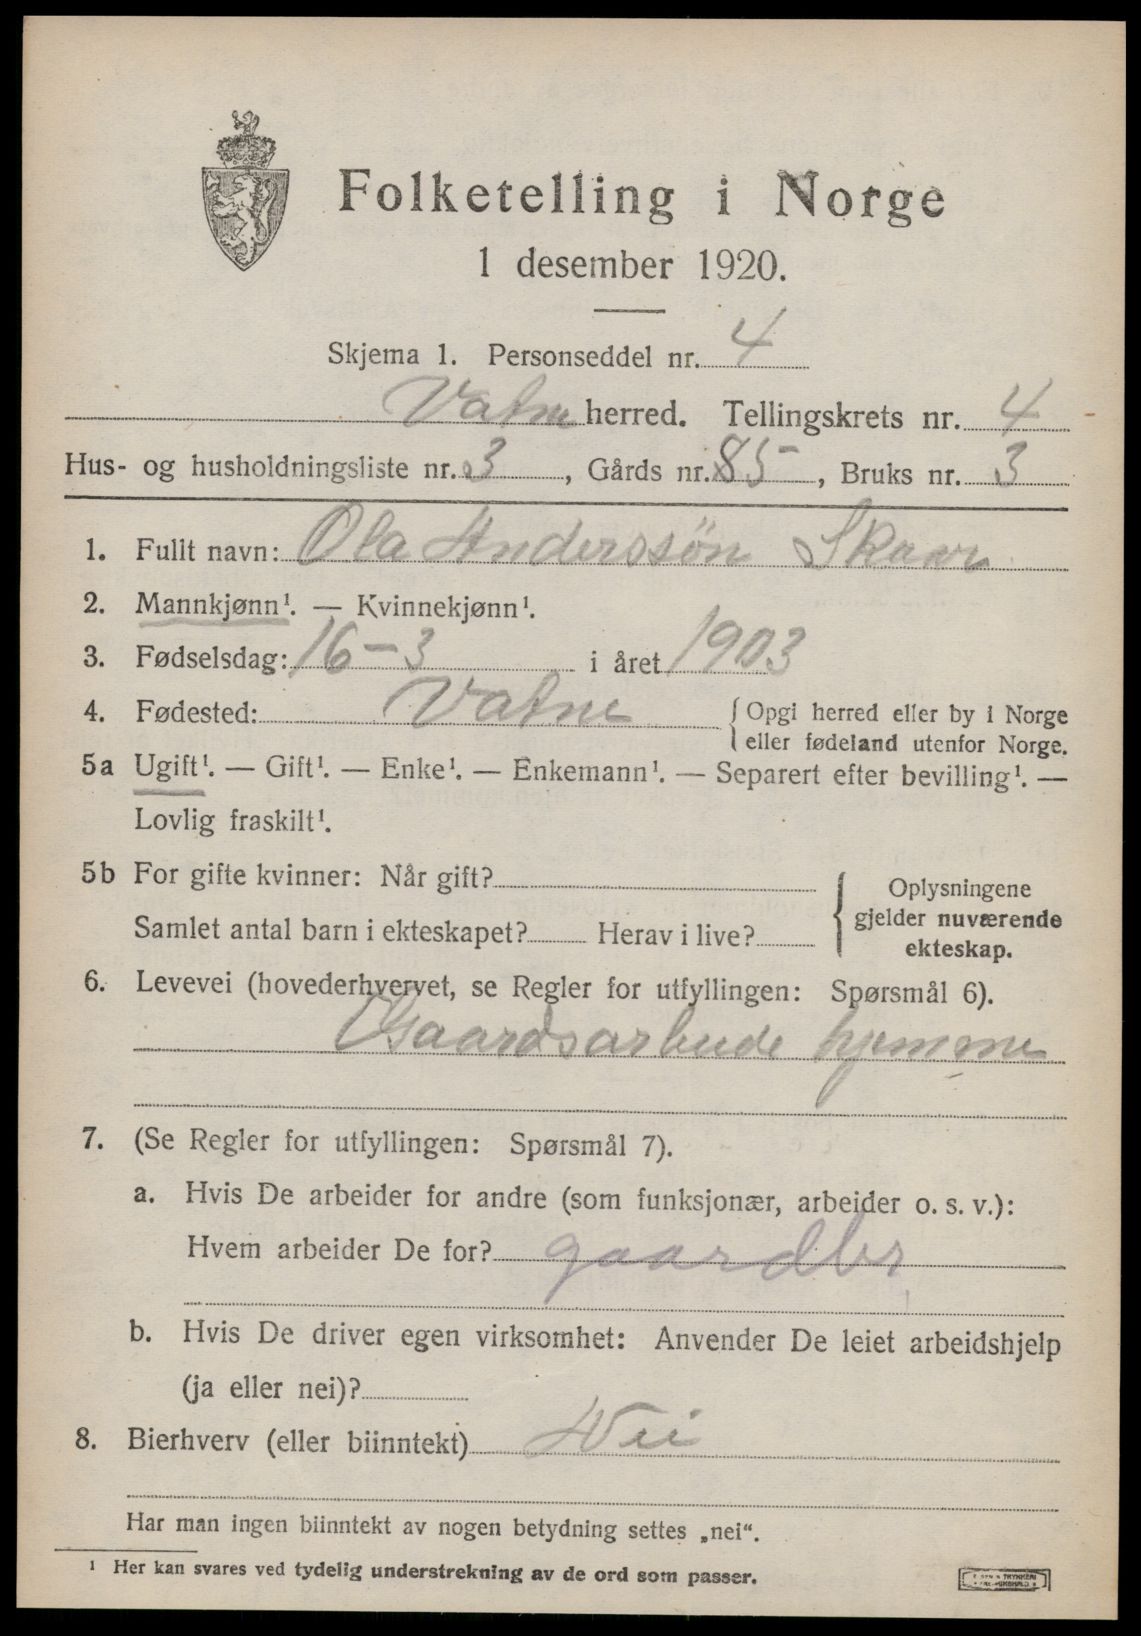 Folketelling i Norge
1 desember 1920.
Skjema 1. Personseddel nr. 4
Vatne herred. Tellingskrets nr. 4
Hus- og husholdningsliste nr. 3, Gårds nr. 85, Bruks nr. 3
1. Fullt navn: Ola Anderssön Skaar
2. Mannkjønn¹. — Kvinnekjønn¹.
3. Fødselsdag: 16-3 i året 1903
4. Fødested: Vatne { Opgi herred eller by i Norge
eller fødeland utenfor Norge.
5a Ugift¹. — Gift¹. — Enke¹. — Enkemann¹. — Separert efter bevilling¹. —
Lovlig fraskilt¹.
5b For gifte kvinner: Når gift? { Oplysningene
gjelder nuværende
ekteskap.
Samlet antal barn i ekteskapet? Herav i live?
6. Levevei (hovederhvervet, se Regler for utfyllingen: Spørsmål 6).
Gaardsarbeide hjemme
7. (Se Regler for utfyllingen: Spørsmål 7).
a. Hvis De arbeider for andre (som funksjonær, arbeider o. s. v.):
Hvem arbeider De for? gaardbr
b. Hvis De driver egen virksomhet: Anvender De leiet arbeidshjelp
(ja eller nei)?
8. Bierhverv (eller biinntekt) Nei
Har man ingen biinntekt av nogen betydning settes „nei“.
¹ Her kan svares ved tydelig understrekning av de ord som passer.